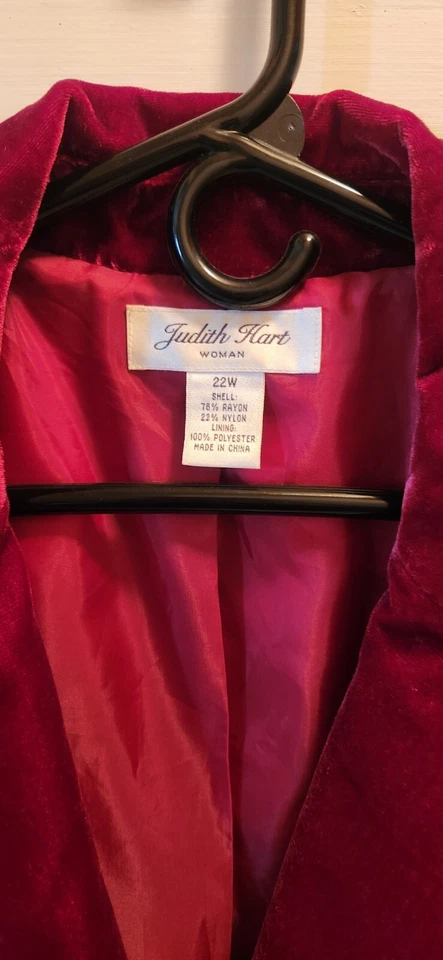 Judith Hart
WOMAN
22W
SHELL:
78% RAYON
22% NYLON
LINING:
100% POLYESTER
MADE IN CHINA